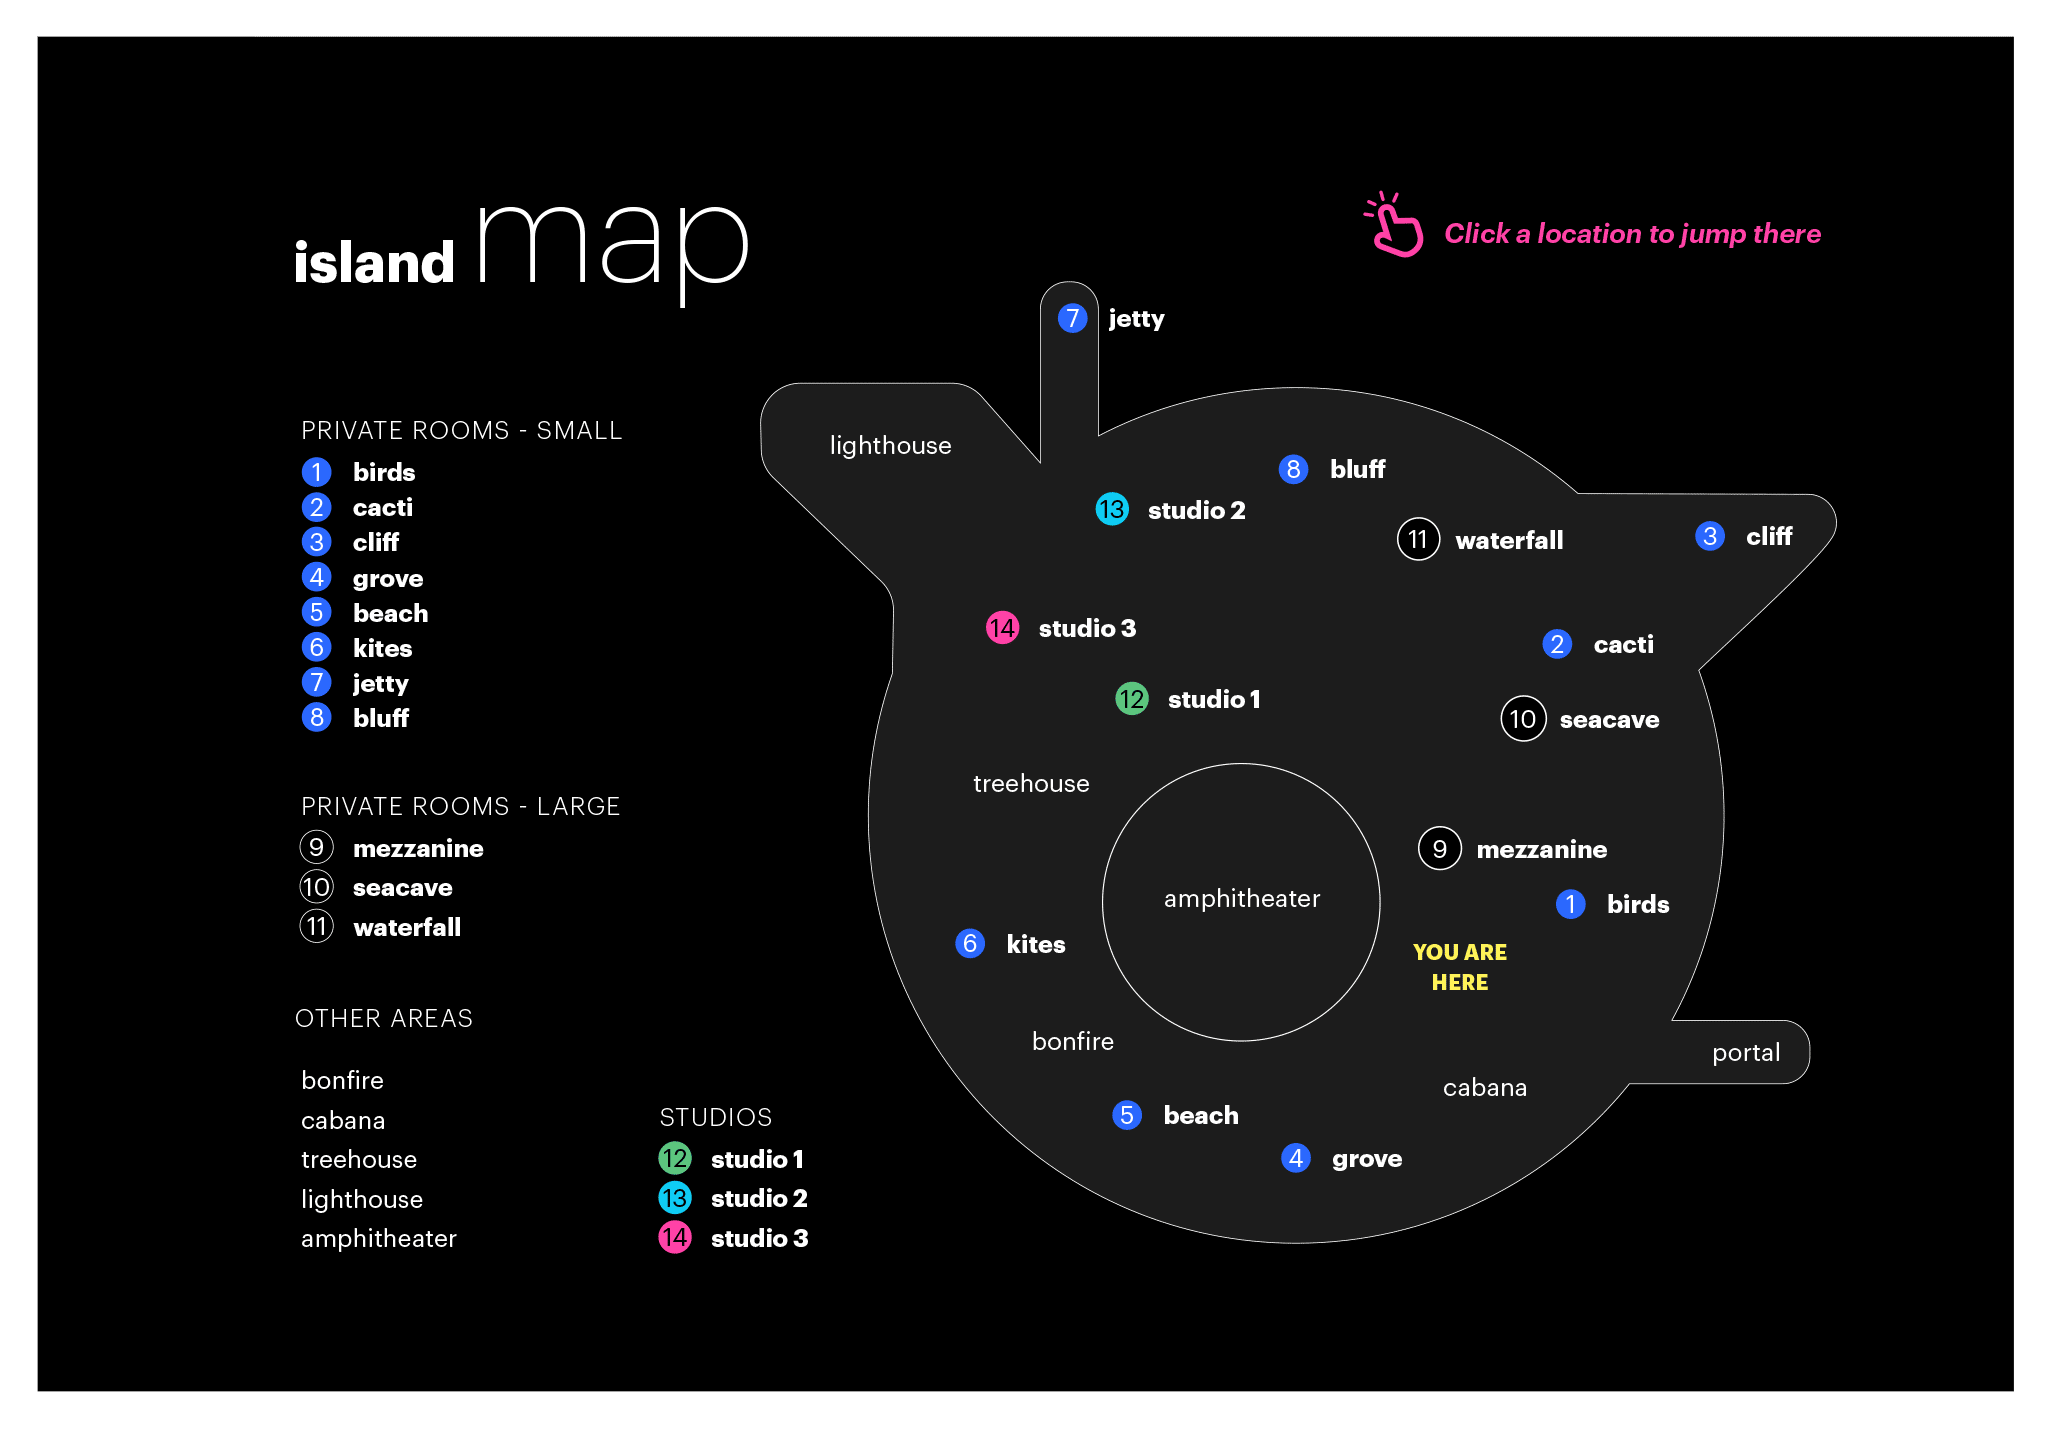 island map
Click a location to jump there
PRIVATE ROOMS - SMALL
1 birds
2 cacti
3 cliff
4 grove
5 beach
6 kites
7 jetty
8 bluff
PRIVATE ROOMS - LARGE
9 mezzanine
10 seacave
11 waterfall
OTHER AREAS
bonfire
cabana
treehouse
lighthouse
amphitheater
STUDIOS
12 studio 1
13 studio 2
14 studio 3
7 jetty
lighthouse
8 bluff
13 studio 2
11 waterfall
3 cliff
14 studio 3
2 cacti
12 studio 1
10 seacave
treehouse
9 mezzanine
amphitheater
1 birds
6 kites
YOU ARE
HERE
bonfire
portal
cabana
5 beach
4 grove